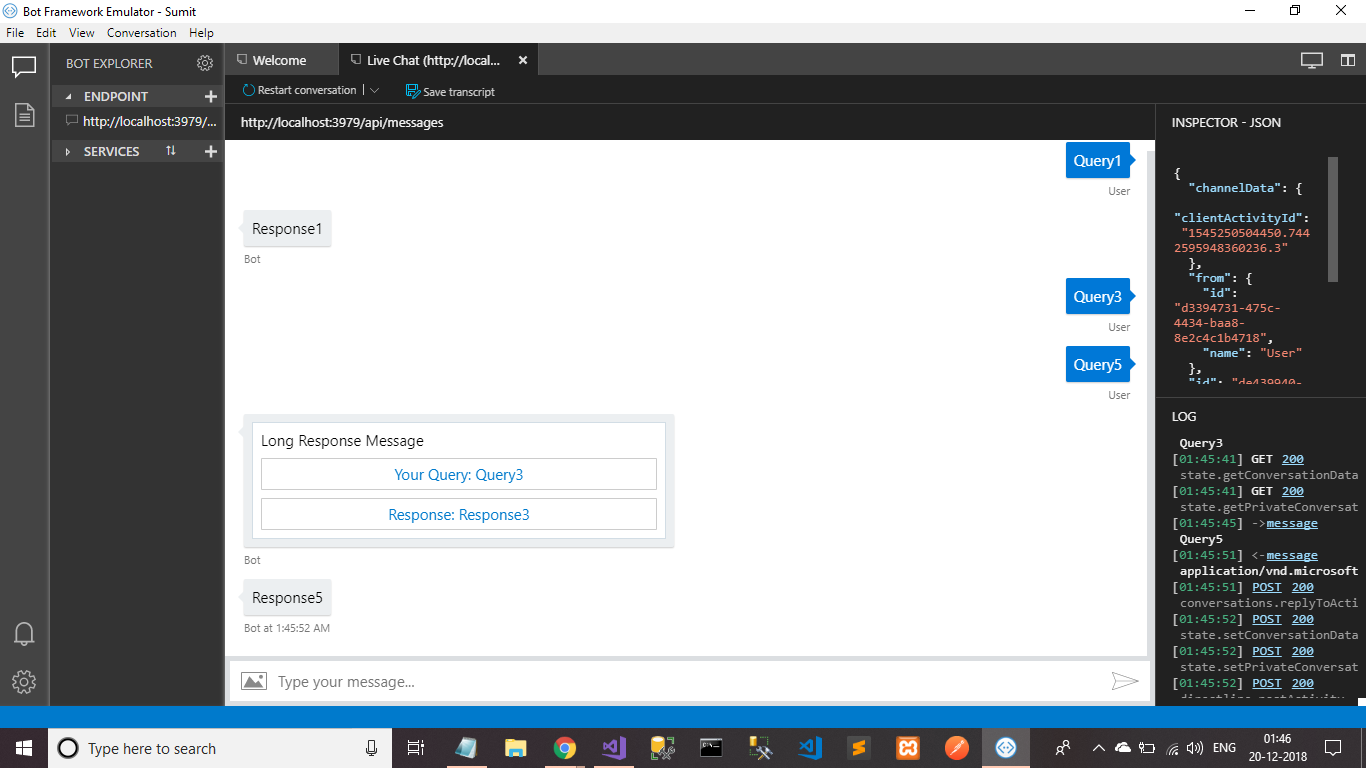 Bot Framework Emulator - Sumit
File Edit View Conversation Help
BOT EXPLORER
ENDPOINT
http://localhost:3979/...
SERVICES
Welcome
Live Chat (http://local...
Restart conversation
Save transcript
http://localhost:3979/api/messages
Query1
User
Response1
Bot
Query3
User
Query5
User
Long Response Message
Your Query: Query3
Response: Response3
Bot
Response5
Bot at 1:45:52 AM
Type your message...
INSPECTOR - JSON
{
"channelData": {
"clientActivityId":
"1545250504450.744
2595948360236.3"
},
"from": {
"id":
"d3394731-475c-
4434-baa8-
8e2c4c1b4718",
"name": "User"
},
"id": "de439940-
LOG
Query3
[01:45:41] GET 200
state.getConversationData
[01:45:41] GET 200
state.getPrivateConversat
[01:45:45] ->message
Query5
[01:45:51] <-message
application/vnd.microsoft
[01:45:51] POST 200
conversations.replyToActi
[01:45:52] POST 200
state.setConversationData
[01:45:52] POST 200
state.setPrivateConversat
[01:45:52] POST 200
directline.postActivity
Type here to search
ENG
01:46
20-12-2018